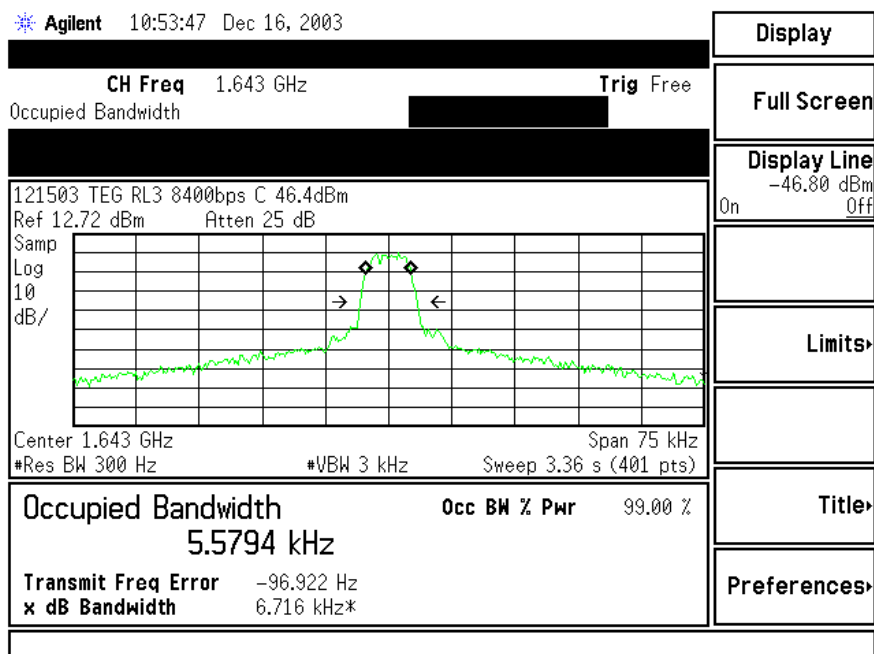 Agilent 10:53:47 Dec 16, 2003
CH Freq 1.643 GHz Trig Free
Occupied Bandwidth
121503 TEG RL3 8400bps C 46.4dBm
Ref 12.72 dBm Atten 25 dB
Samp
Log
10
dB/
Center 1.643 GHz Span 75 kHz
#Res BW 300 Hz #VBW 3 kHz Sweep 3.36 s (401 pts)
Occupied Bandwidth Occ BW % Pwr 99.00 %
5.5794 kHz
Transmit Freq Error -96.922 Hz
x dB Bandwidth 6.716 kHz*
Display
Full Screen
Display Line
-46.80 dBm
On Off
Limits
Title
Preferences